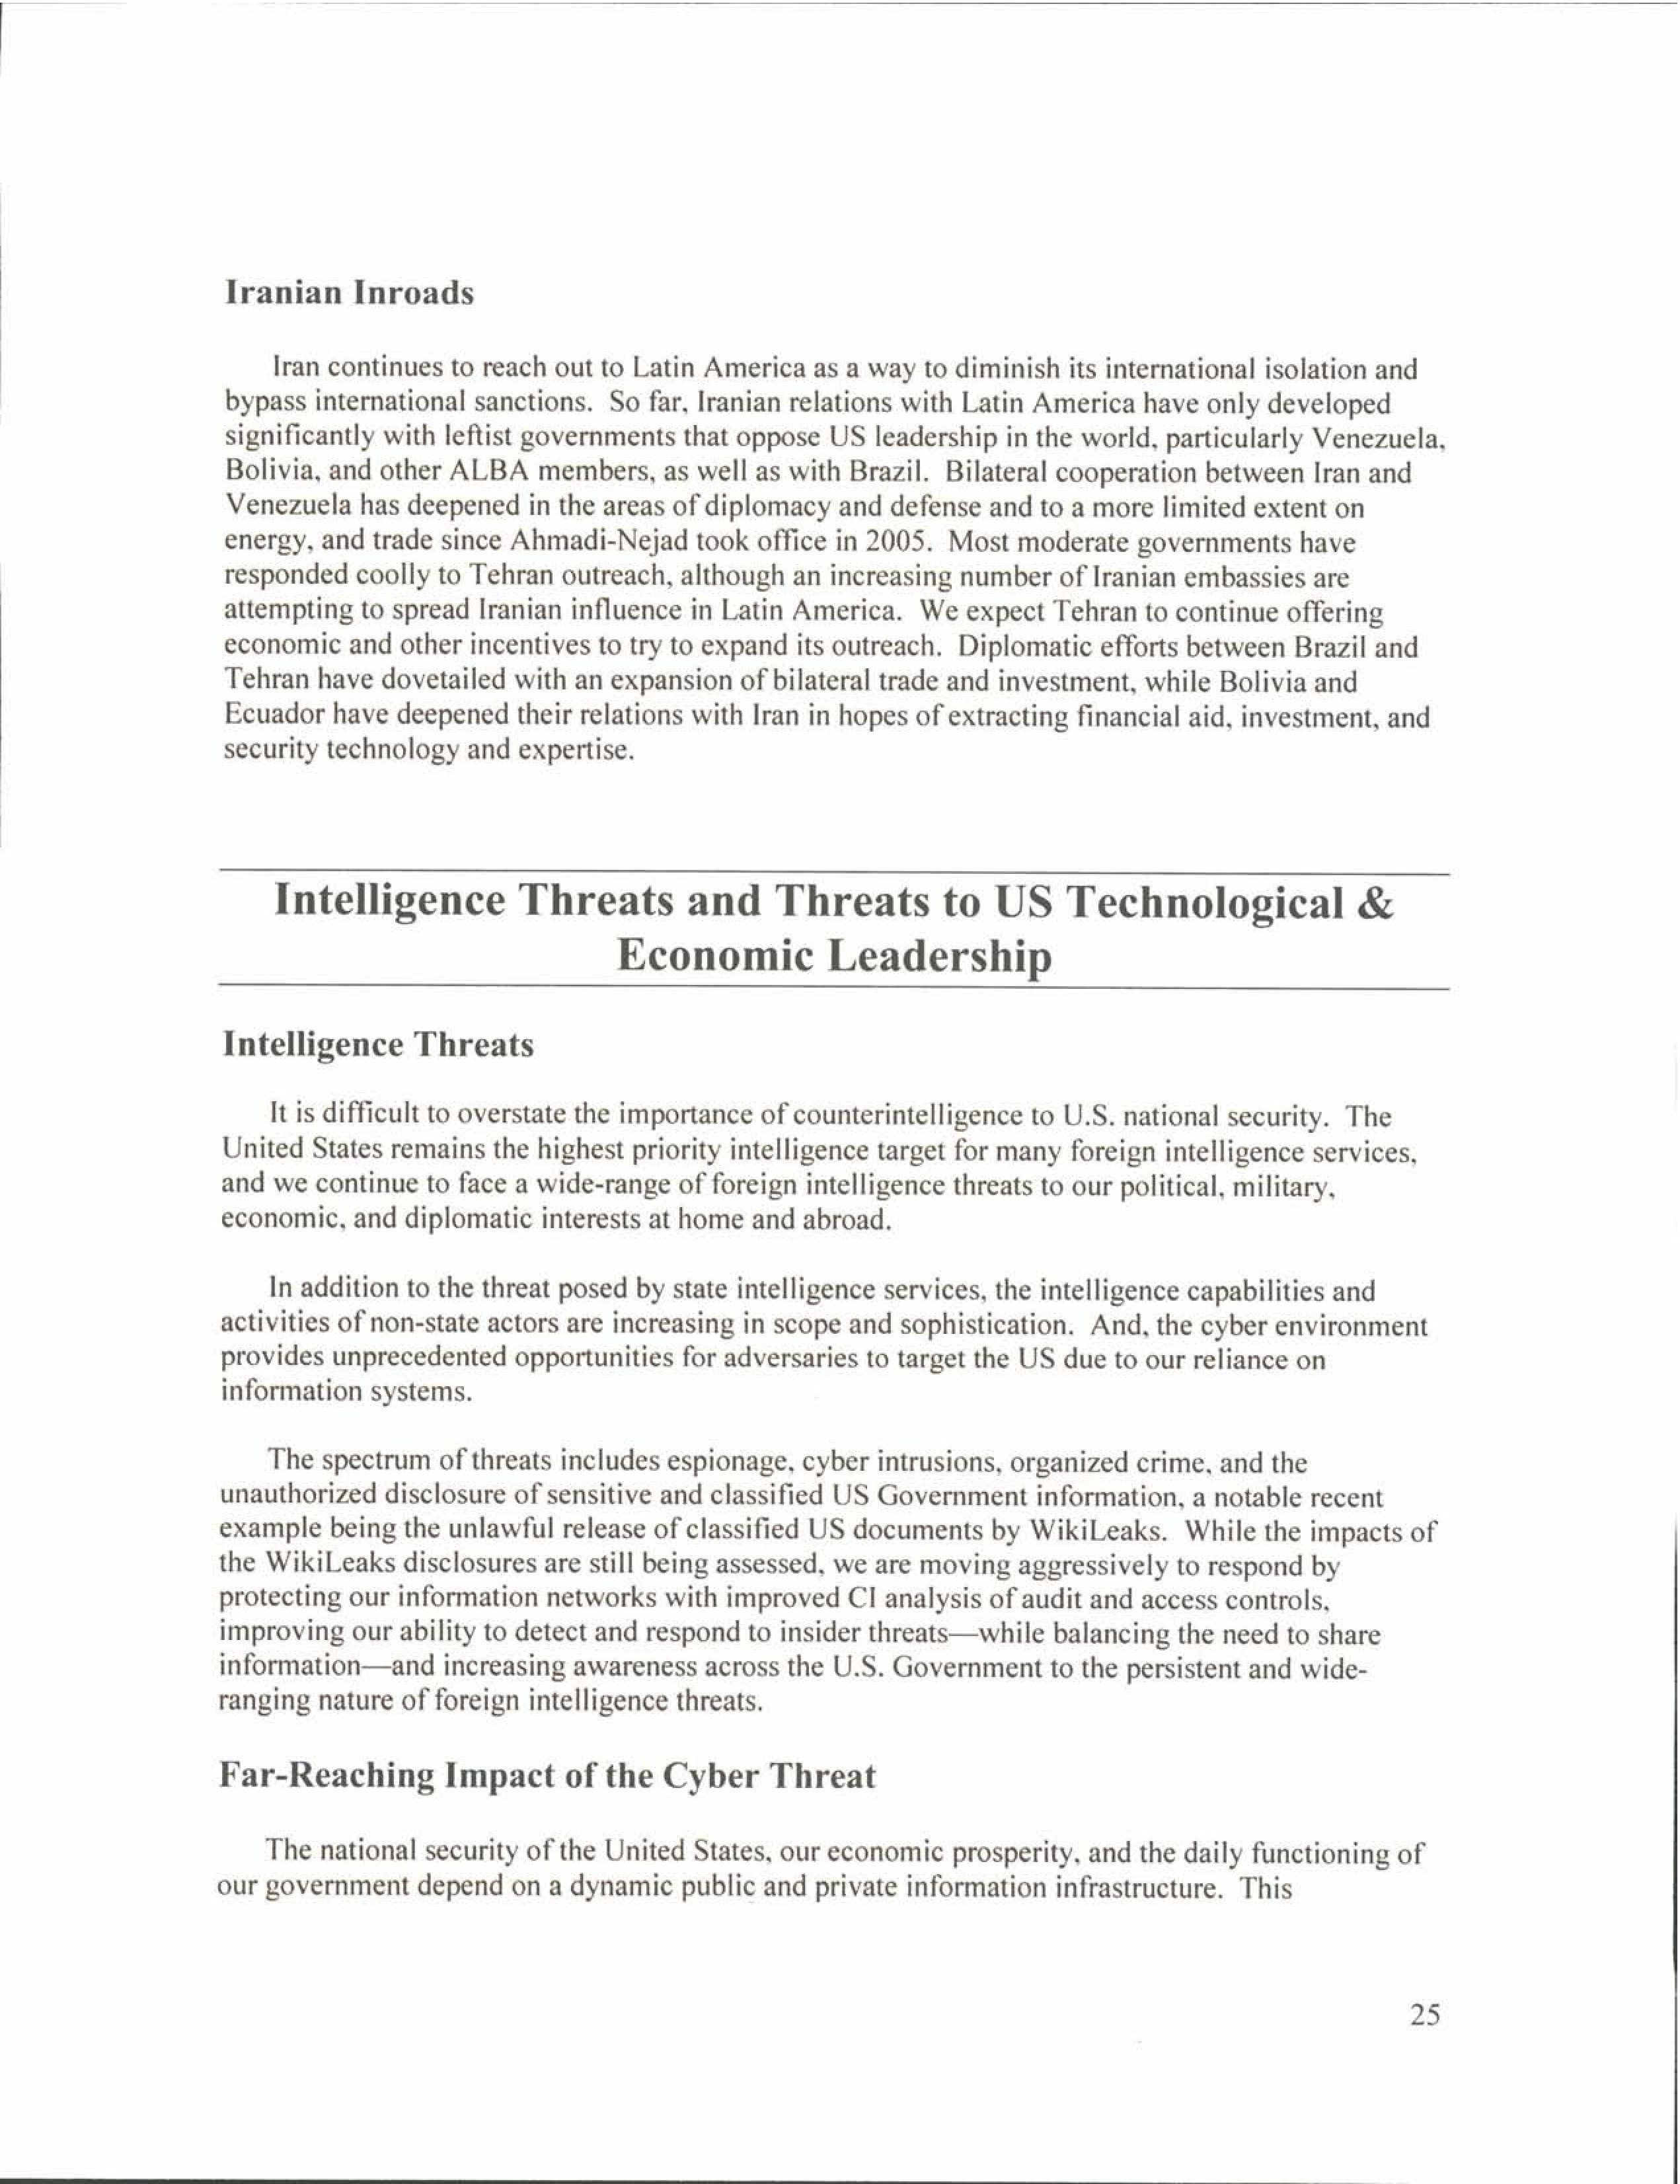 Iranian Inroads
Iran continues to reach out to Latin America as a way to diminish its international isolation and
bypass international sanctions. So far, Iranian relations with Latin America have only developed
significantly with leftist governments that oppose US leadership in the world, particularly Venezuela,
Bolivia, and other ALBA members, as well as with Brazil. Bilateral cooperation between Iran and
Venezuela has deepened in the areas of diplomacy and defense and to a more limited extent on
energy, and trade since Ahmadi-Nejad took office in 2005. Most moderate governments have
responded coolly to Tehran outreach, although an increasing number of Iranian embassies are
attempting to spread Iranian influence in Latin America. We expect Tehran to continue offering
economic and other incentives to try to expand its outreach. Diplomatic efforts between Brazil and
Tehran have dovetailed with an expansion of bilateral trade and investment, while Bolivia and
Ecuador have deepened their relations with Iran in hopes of extracting financial aid, investment, and
security technology and expertise.
Intelligence Threats and Threats to US Technological &
Economic Leadership
Intelligence Threats
It is difficult to overstate the importance of counterintelligence to U.S. national security. The
United States remains the highest priority intelligence target for many foreign intelligence services,
and we continue to face a wide-range of foreign intelligence threats to our political, military,
economic, and diplomatic interests at home and abroad.
In addition to the threat posed by state intelligence services, the intelligence capabilities and
activities of non-state actors are increasing in scope and sophistication. And, the cyber environment
provides unprecedented opportunities for adversaries to target the US due to our reliance on
information systems.
The spectrum of threats includes espionage, cyber intrusions, organized crime, and the
unauthorized disclosure of sensitive and classified US Government information, a notable recent
example being the unlawful release of classified US documents by WikiLeaks. While the impacts of
the WikiLeaks disclosures are still being assessed, we are moving aggressively to respond by
protecting our information networks with improved CI analysis of audit and access controls,
improving our ability to detect and respond to insider threats—while balancing the need to share
information—and increasing awareness across the U.S. Government to the persistent and wide-
ranging nature of foreign intelligence threats.
Far-Reaching Impact of the Cyber Threat
The national security of the United States, our economic prosperity, and the daily functioning of
our government depend on a dynamic public and private information infrastructure. This
25